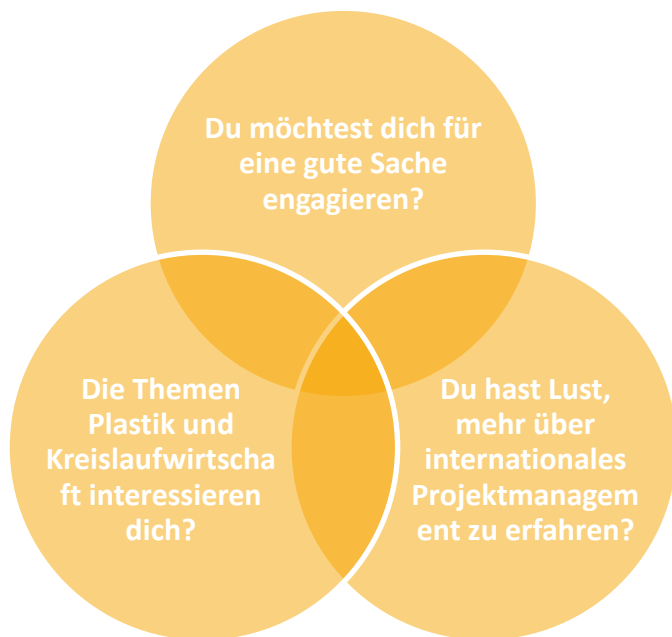 Du möchtest dich für
eine gute Sache
engagieren?
Die Themen
Plastik und
Kreislaufwirtscha
ft interessieren
dich?
Du hast Lust,
mehr über
internationales
Projektmanagem
ent zu erfahren?